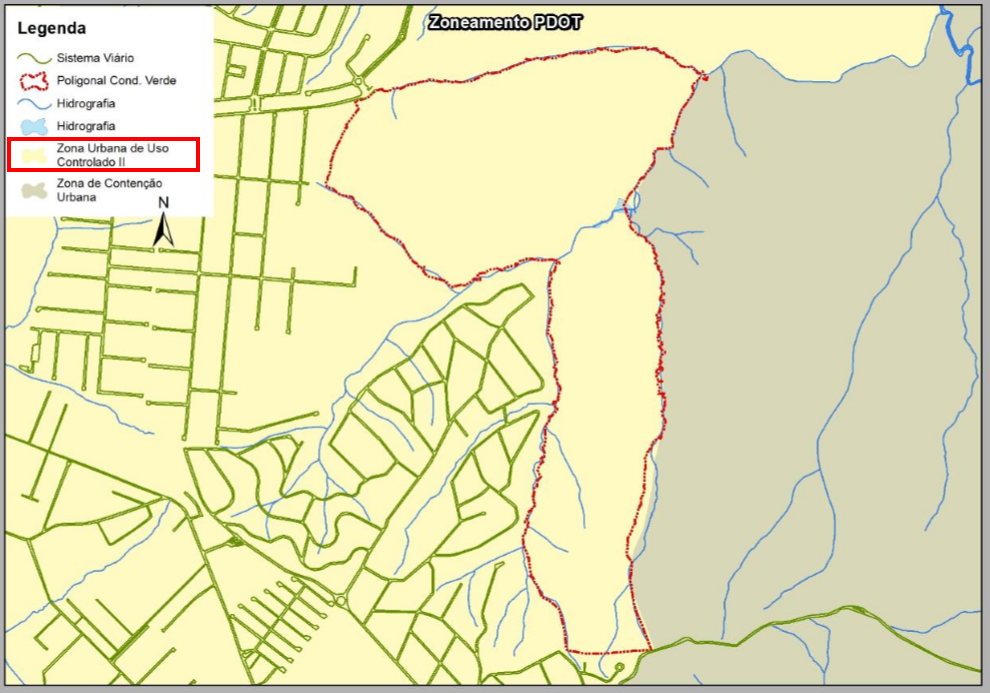 Zoneamento PDOT
Legenda
Sistema Viário
Poligonal Cond. Verde
Hidrografia
Hidrografia
Zona Urbana de Uso
Controlado II
Zona de Contenção
Urbana
N